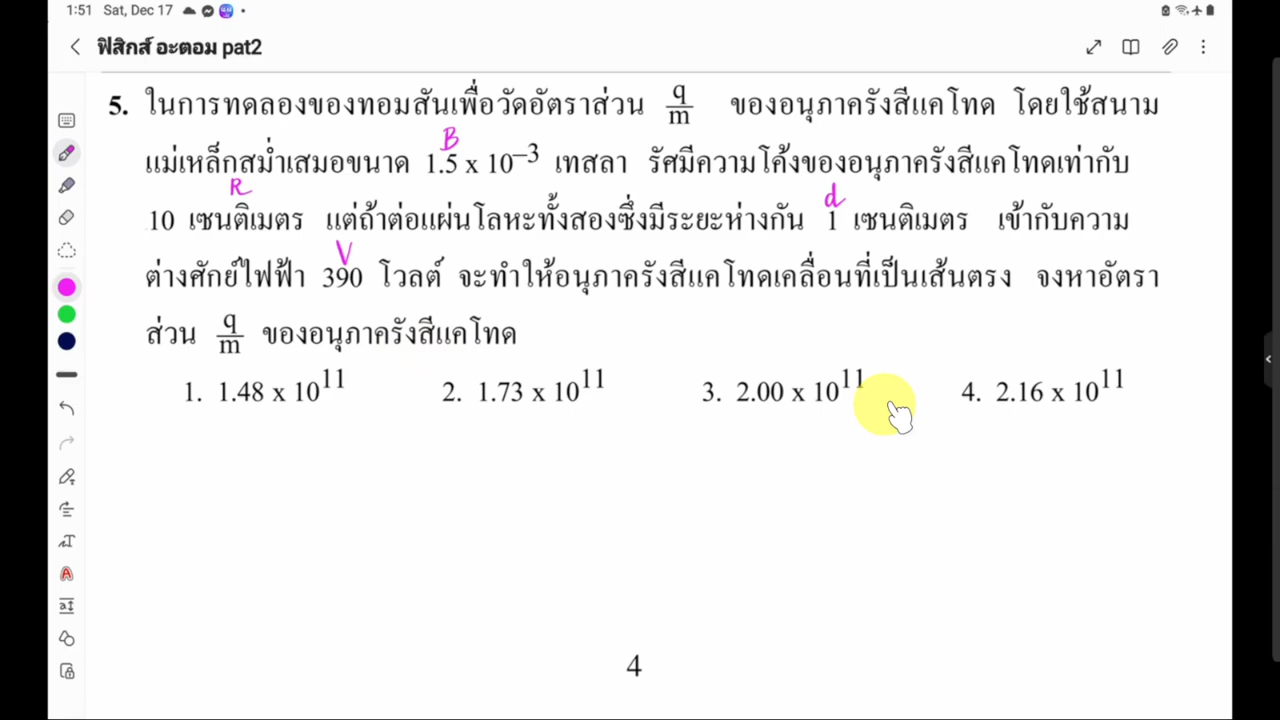 1:51 Sat, Dec 17
ฟิสิกส์ อะตอม pat2
5. ในการทดลองของทอมสันเพื่อวัดอัตราส่วน q/m ของอนุภาครังสีแคโทด โดยใช้สนาม
B
แม่เหล็กสม่ำเสมอขนาด 1.5 x 10⁻³ เทสลา รัศมีความโค้งของอนุภาครังสีแคโทดเท่ากับ
R d
10 เซนติเมตร แต่ถ้าต่อแผ่นโลหะทั้งสองซึ่งมีระยะห่างกัน 1 เซนติเมตร เข้ากับความ
V
ต่างศักย์ไฟฟ้า 390 โวลต์ จะทำให้อนุภาครังสีแคโทดเคลื่อนที่เป็นเส้นตรง จงหาอัตรา
ส่วน q/m ของอนุภาครังสีแคโทด
1. 1.48 x 10¹¹ 2. 1.73 x 10¹¹ 3. 2.00 x 10¹¹ 4. 2.16 x 10¹¹
4